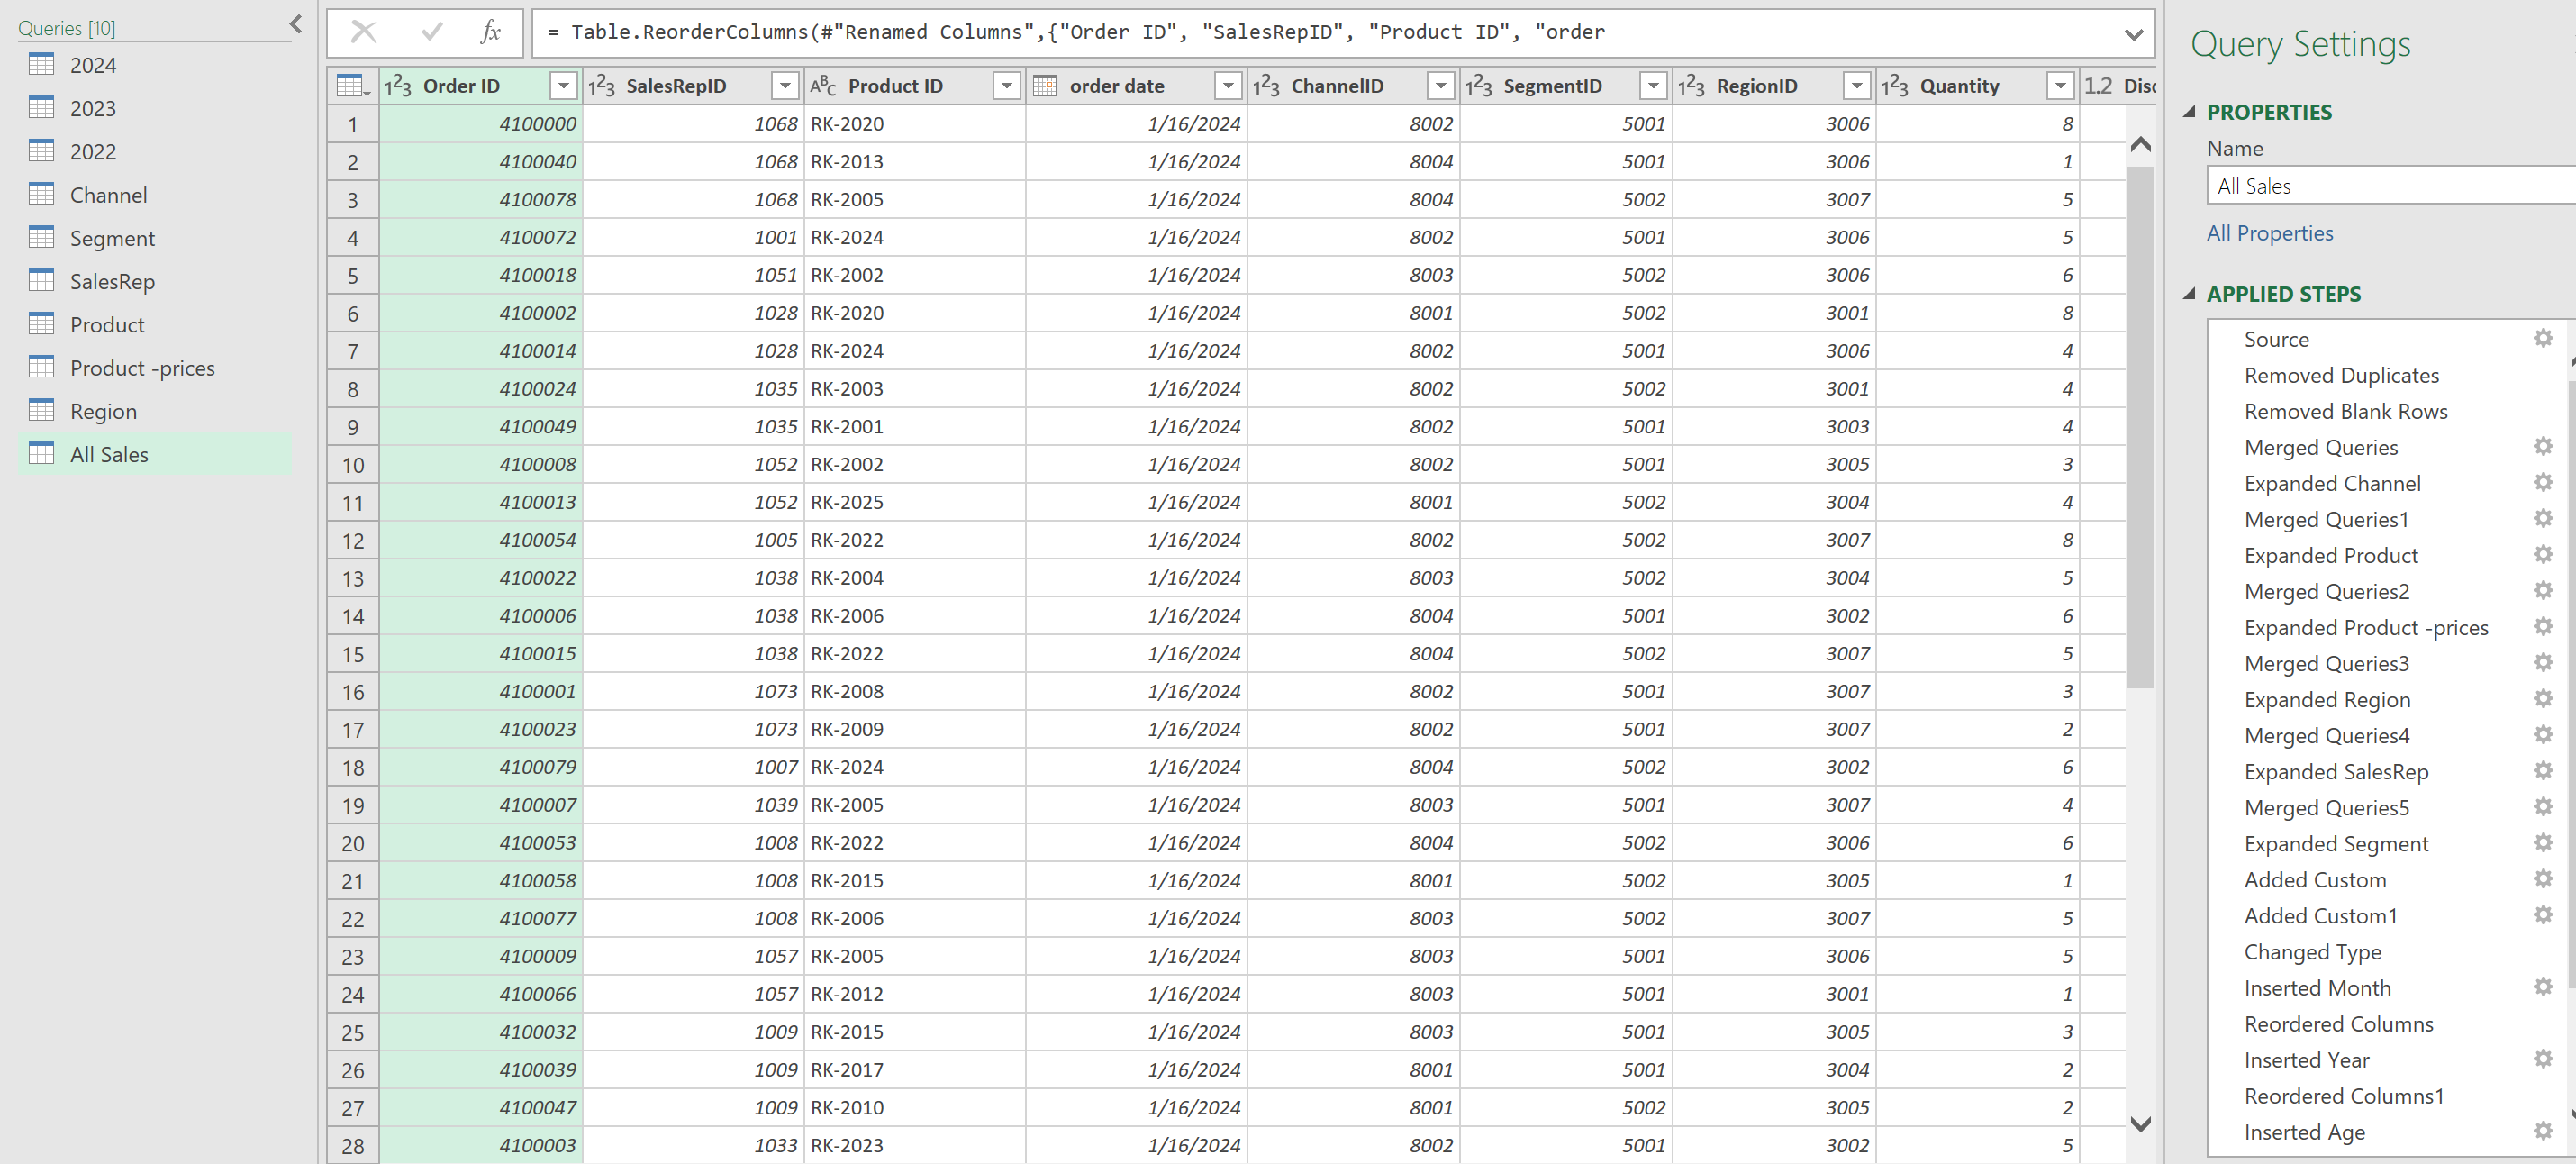 Queries [10]
2024
2023
2022
Channel
Segment
SalesRep
Product
Product -prices
Region
All Sales
fx
= Table.ReorderColumns(#"Renamed Columns",{"Order ID", "SalesRepID", "Product ID", "order
123 Order ID 123 SalesRepID ABC Product ID order date 123 ChannelID 123 SegmentID 123 RegionID 123 Quantity 1.2 Disc
1 4100000 1068 RK-2020 1/16/2024 8002 5001 3006 8
2 4100040 1068 RK-2013 1/16/2024 8004 5001 3006 1
3 4100078 1068 RK-2005 1/16/2024 8004 5002 3007 5
4 4100072 1001 RK-2024 1/16/2024 8002 5001 3006 5
5 4100018 1051 RK-2002 1/16/2024 8003 5002 3006 6
6 4100002 1028 RK-2020 1/16/2024 8001 5002 3001 8
7 4100014 1028 RK-2024 1/16/2024 8002 5001 3006 4
8 4100024 1035 RK-2003 1/16/2024 8002 5002 3001 4
9 4100049 1035 RK-2001 1/16/2024 8002 5001 3003 4
10 4100008 1052 RK-2002 1/16/2024 8002 5001 3005 3
11 4100013 1052 RK-2025 1/16/2024 8001 5002 3004 4
12 4100054 1005 RK-2022 1/16/2024 8002 5002 3007 8
13 4100022 1038 RK-2004 1/16/2024 8003 5002 3004 5
14 4100006 1038 RK-2006 1/16/2024 8004 5001 3002 6
15 4100015 1038 RK-2022 1/16/2024 8004 5002 3007 5
16 4100001 1073 RK-2008 1/16/2024 8002 5001 3007 3
17 4100023 1073 RK-2009 1/16/2024 8002 5001 3007 2
18 4100079 1007 RK-2024 1/16/2024 8004 5002 3002 6
19 4100007 1039 RK-2005 1/16/2024 8003 5001 3007 4
20 4100053 1008 RK-2022 1/16/2024 8004 5002 3006 6
21 4100058 1008 RK-2015 1/16/2024 8001 5002 3005 1
22 4100077 1008 RK-2006 1/16/2024 8003 5002 3007 5
23 4100009 1057 RK-2005 1/16/2024 8003 5001 3006 5
24 4100066 1057 RK-2012 1/16/2024 8003 5001 3001 1
25 4100032 1009 RK-2015 1/16/2024 8003 5001 3005 3
26 4100039 1009 RK-2017 1/16/2024 8001 5001 3004 2
27 4100047 1009 RK-2010 1/16/2024 8001 5002 3005 2
28 4100003 1033 RK-2023 1/16/2024 8002 5001 3002 5
Query Settings
PROPERTIES
Name
All Sales
All Properties
APPLIED STEPS
Source
Removed Duplicates
Removed Blank Rows
Merged Queries
Expanded Channel
Merged Queries1
Expanded Product
Merged Queries2
Expanded Product -prices
Merged Queries3
Expanded Region
Merged Queries4
Expanded SalesRep
Merged Queries5
Expanded Segment
Added Custom
Added Custom1
Changed Type
Inserted Month
Reordered Columns
Inserted Year
Reordered Columns1
Inserted Age